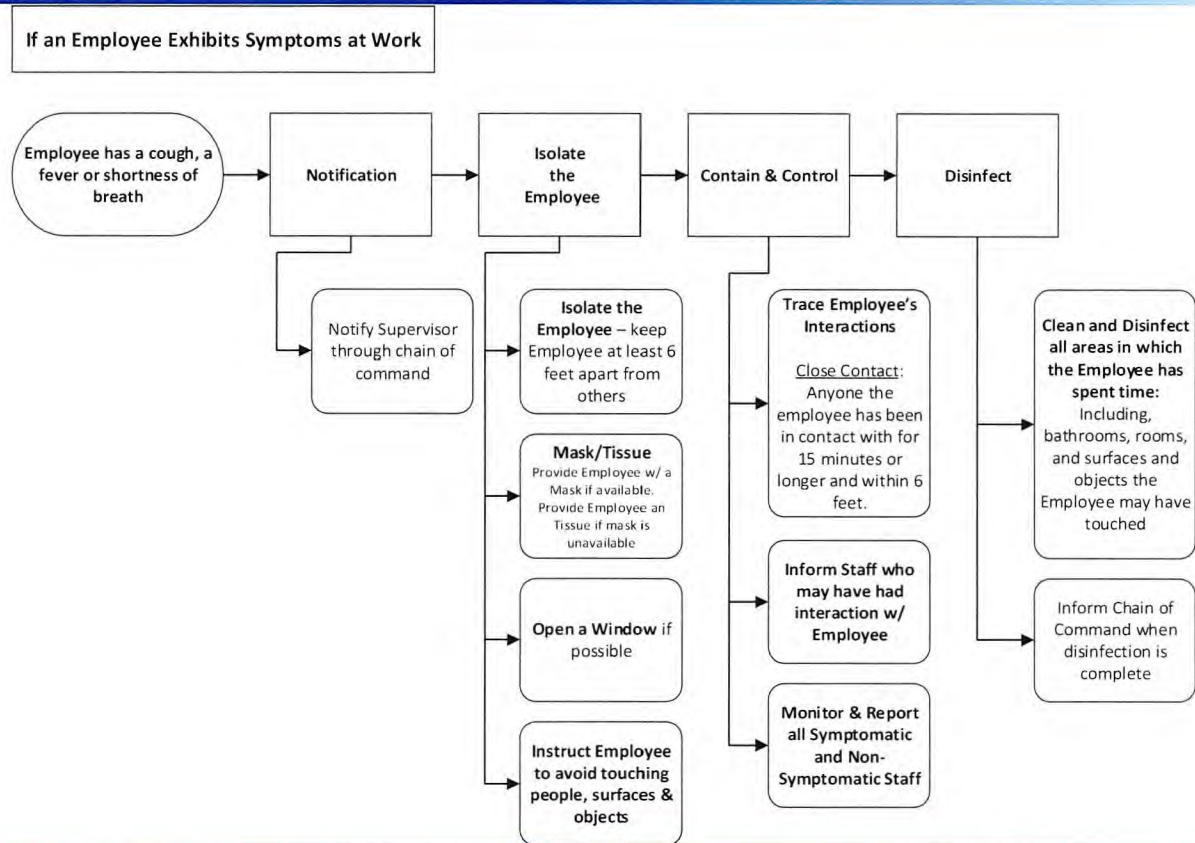 If an Employee Exhibits Symptoms at Work
Employee has a cough, a
fever or shortness of
breath
Notification
Isolate
the
Employee
Contain & Control
Disinfect
Notify Supervisor
through chain of
command
Isolate the
Employee – keep
Employee at least 6
feet apart from
others
Mask/Tissue
Provide Employee w/ a
Mask if available.
Provide Employee an
Tissue if mask is
unavailable
Open a Window if
possible
Instruct Employee
to avoid touching
people, surfaces &
objects
Trace Employee's
Interactions
Close Contact:
Anyone the
employee has been
in contact with for
15 minutes or
longer and within 6
feet.
Inform Staff who
may have had
interaction w/
Employee
Monitor & Report
all Symptomatic
and Non-
Symptomatic Staff
Clean and Disinfect
all areas in which
the Employee has
spent time:
Including,
bathrooms, rooms,
and surfaces and
objects the
Employee may have
touched
Inform Chain of
Command when
disinfection is
complete